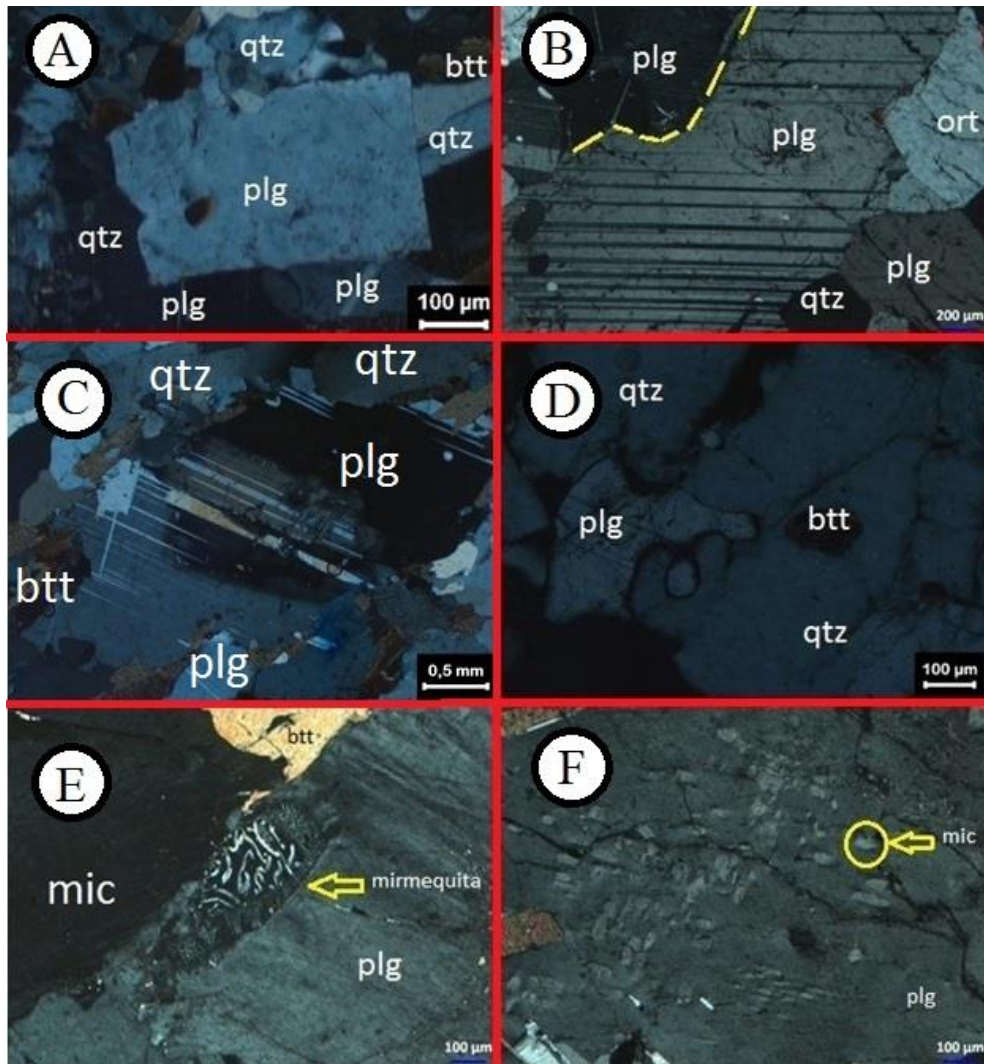 A
qtz
btt
qtz
plg
qtz
plg
plg
100 µm
B
plg
ort
plg
plg
qtz
200 µm
C
qtz
qtz
plg
btt
plg
0,5 mm
D
qtz
plg
btt
qtz
100 µm
E
btt
mic
mirmequita
plg
100 µm
F
mic
plg
100 µm